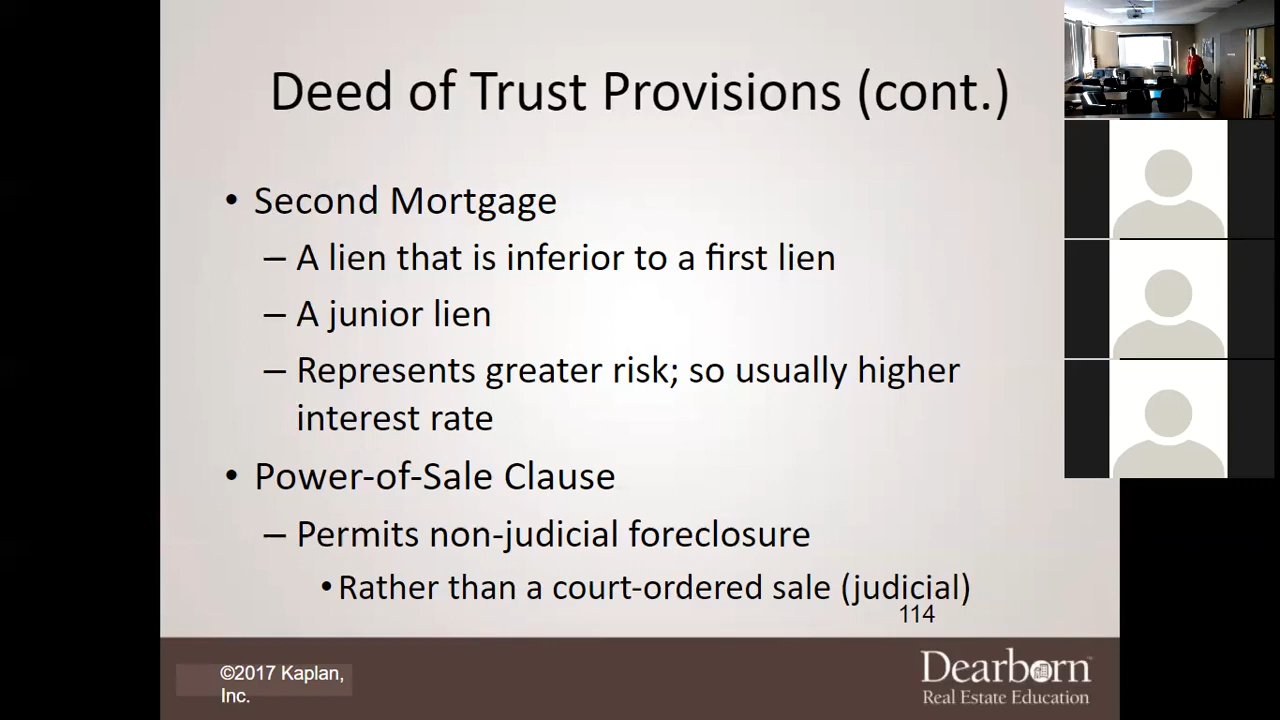 Deed of Trust Provisions (cont.)
• Second Mortgage
– A lien that is inferior to a first lien
– A junior lien
– Represents greater risk; so usually higher
interest rate
• Power-of-Sale Clause
– Permits non-judicial foreclosure
• Rather than a court-ordered sale (judicial)
114
©2017 Kaplan,
Inc.
Dearborn™
Real Estate Education